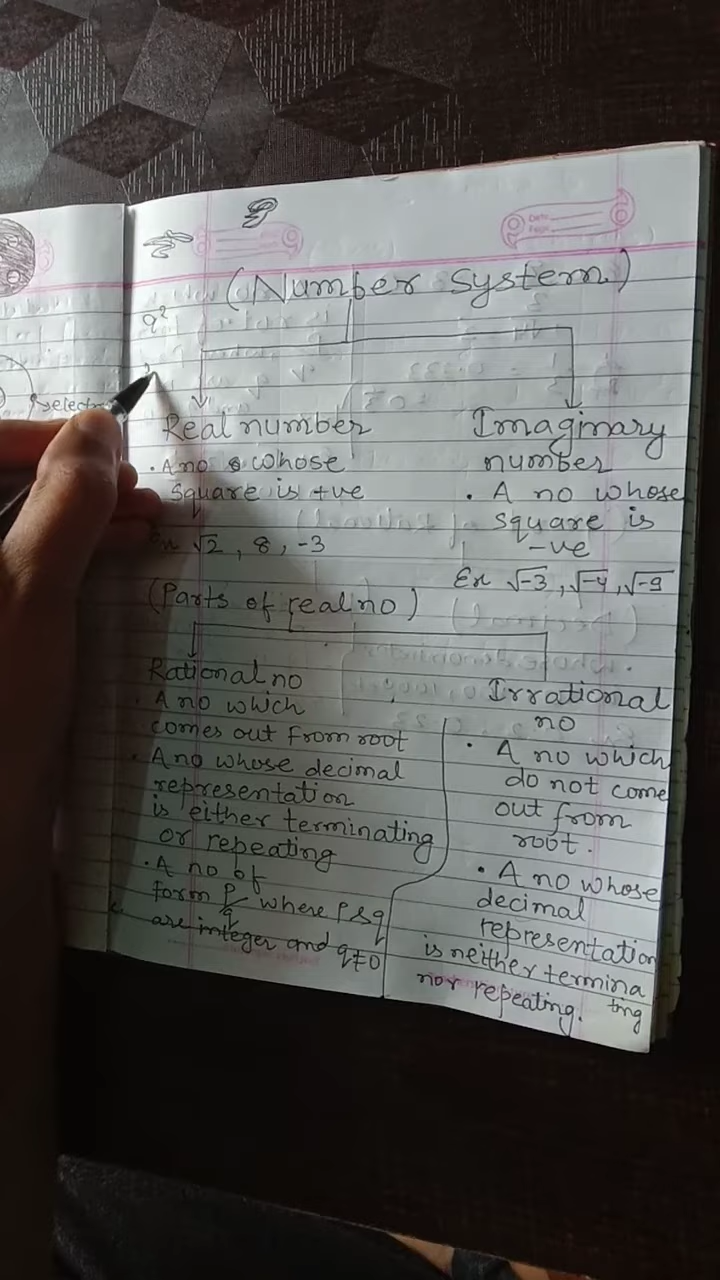 (Number System)
9²
electr
Real number
• A no whose
square is +ve
Ex √2, 8, -3
Imaginary
number
• A no whose
square is
-ve
Ex √-3, √-4, √-9
(Parts of real no)
Rational no
• A no which
comes out from root
• A no whose decimal
representation
is either terminating
or repeating
• A no of
form p/q where p & q
are integer and q≠0
Irrational
no
• A no which
do not come
out from
root.
• A no whose
decimal
representation
is neither termina
nor repeating. ting